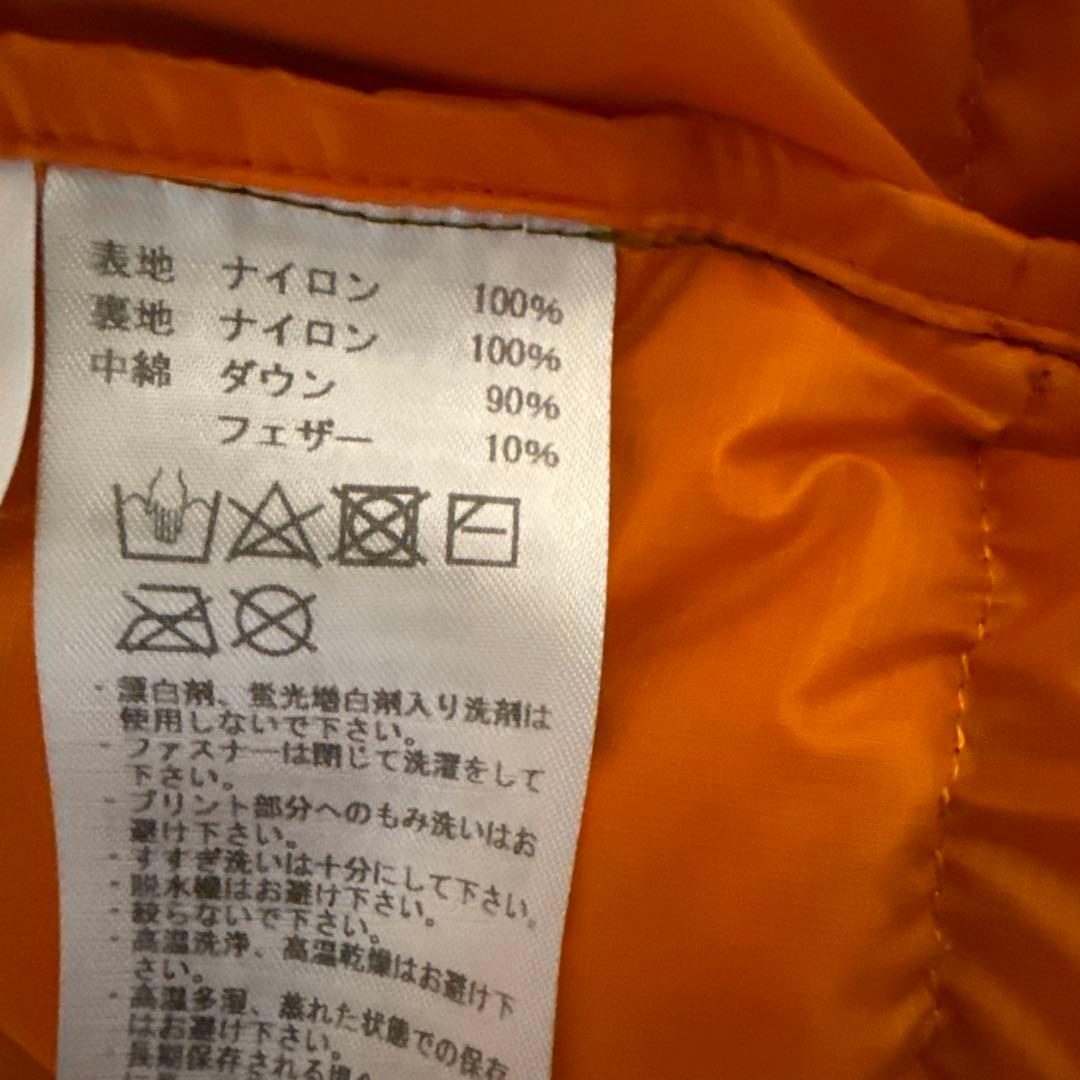 表地 ナイロン 100%
裏地 ナイロン 100%
中綿 ダウン 90%
フェザー 10%
・漂白剤、蛍光増白剤入り洗剤は
使用しないで下さい。
・ファスナーは閉じて洗濯をして
下さい。
・プリント部分へのもみ洗いはお
避け下さい。
・すすぎ洗いは十分にして下さい。
・脱水機はお避け下さい。
・絞らないで下さい。
・高温洗浄、高温乾燥はお避け下
さい。
・高温多湿、蒸れた状態での保存
はお避け下さい。
・長期保存される場合